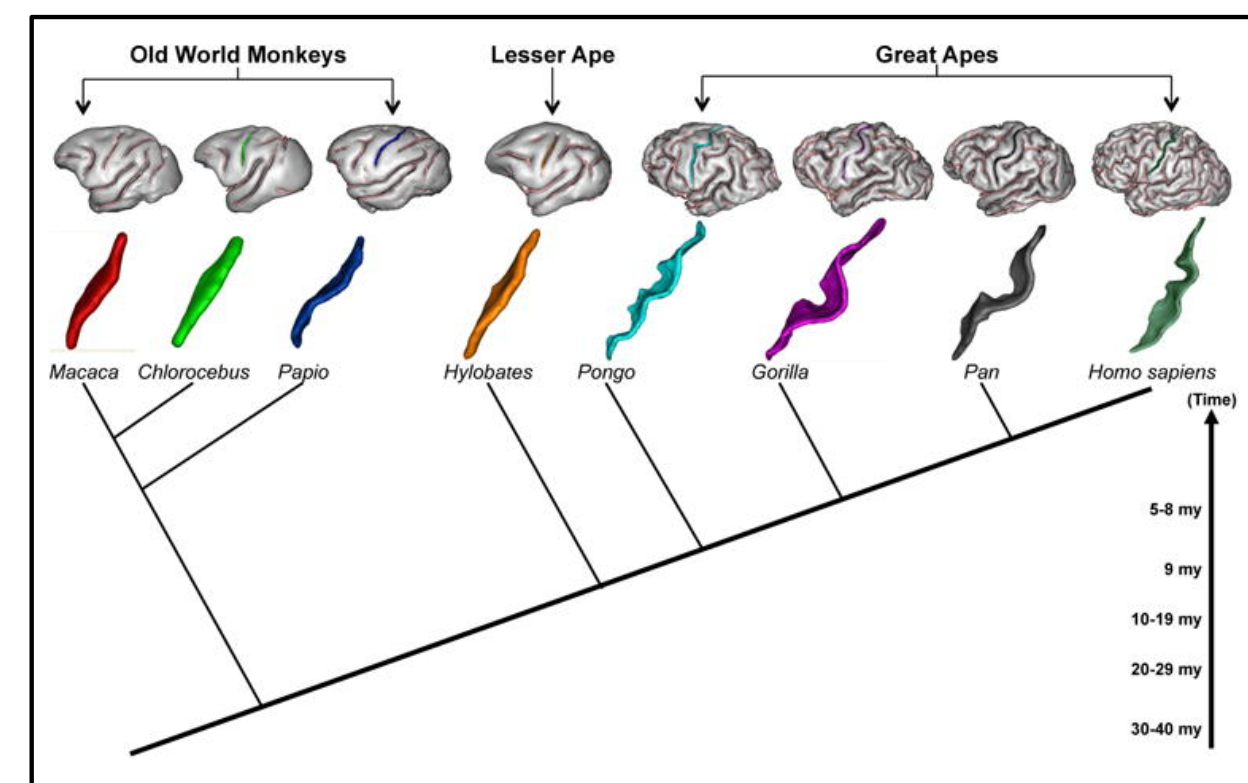 Old World Monkeys
Lesser Ape
Great Apes
Macaca
Chlorocebus
Papio
Hylobates
Pongo
Gorilla
Pan
Homo sapiens
(Time)
5-8 my
9 my
10-19 my
20-29 my
30-40 my